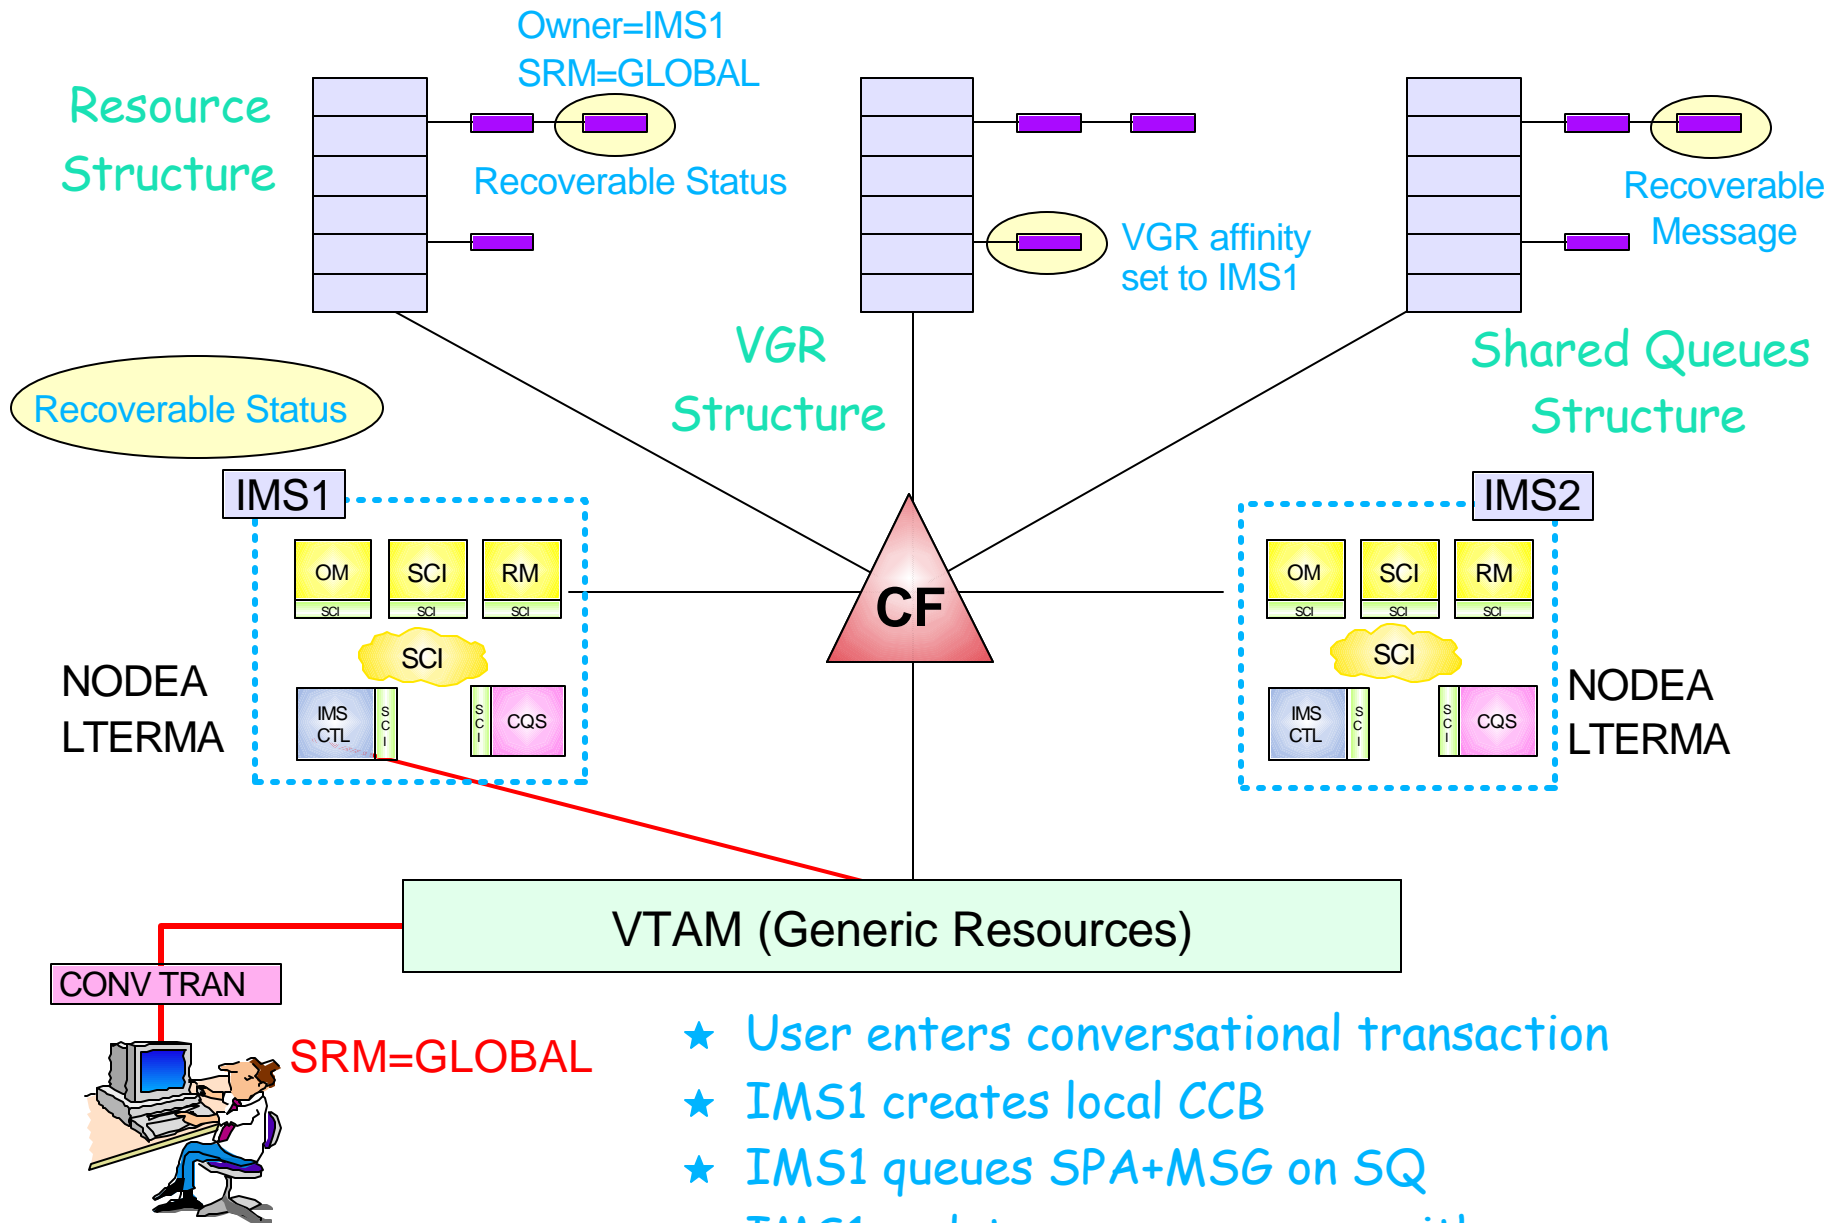 Owner=IMS1
SRM=GLOBAL
Resource
Structure
Recoverable Status
VGR affinity
set to IMS1
Recoverable
Message
VGR
Structure
Shared Queues
Structure
Recoverable Status
IMS1
OM
SCI
RM
SCI
SCI
SCI
SCI
IMS
CTL
SCI
SCI
CQS
NODEA
LTERMA
CF
IMS2
OM
SCI
RM
SCI
SCI
SCI
SCI
IMS
CTL
SCI
SCI
CQS
NODEA
LTERMA
VTAM (Generic Resources)
CONV TRAN
SRM=GLOBAL
★ User enters conversational transaction
★ IMS1 creates local CCB
★ IMS1 queues SPA+MSG on SQ